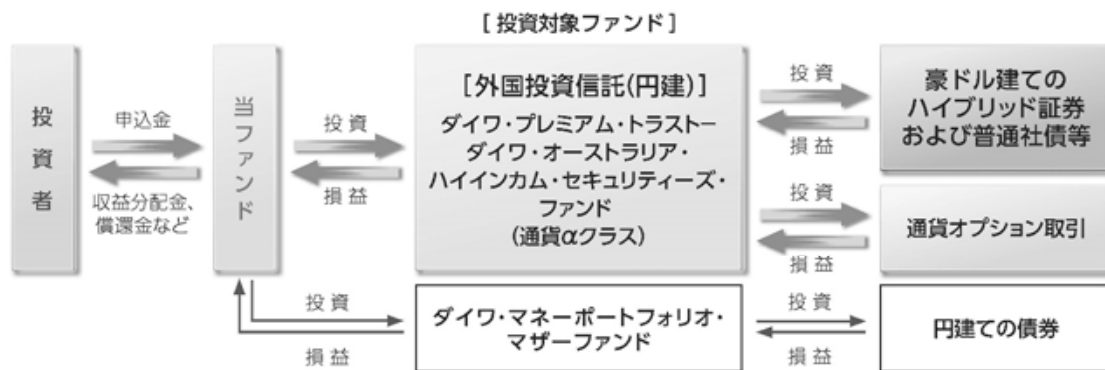 [ 投資対象ファンド ]
投資者
申込金
収益分配金、
償還金など
当ファンド
投 資
損 益
[外国投資信託(円建)]
ダイワ・プレミアム・トラストー
ダイワ・オーストラリア・
ハイインカム・セキュリティーズ・
ファンド
(通貨αクラス)
投 資
損 益
豪ドル建ての
ハイブリッド証券
および普通社債等
投 資
損 益
通貨オプション取引
投 資
損 益
ダイワ・マネーポートフォリオ・
マザーファンド
投 資
損 益
円建ての債券